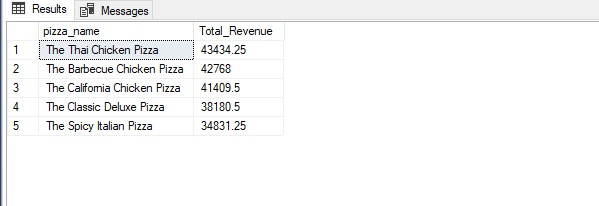 Results Messages
pizza_name Total_Revenue
1 The Thai Chicken Pizza 43434.25
2 The Barbecue Chicken Pizza 42768
3 The California Chicken Pizza 41409.5
4 The Classic Deluxe Pizza 38180.5
5 The Spicy Italian Pizza 34831.25